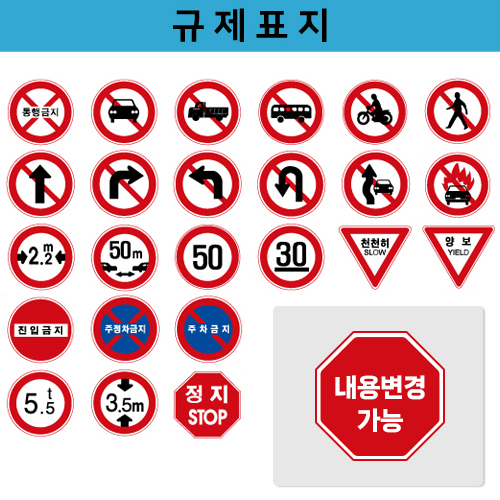 규제표지
통행금지
2.2m
50m
50
30
천천히
SLOW
양 보
YIELD
진입금지
주정차금지
주차금지
5.5t
3.5m
정 지
STOP
내용변경
가능